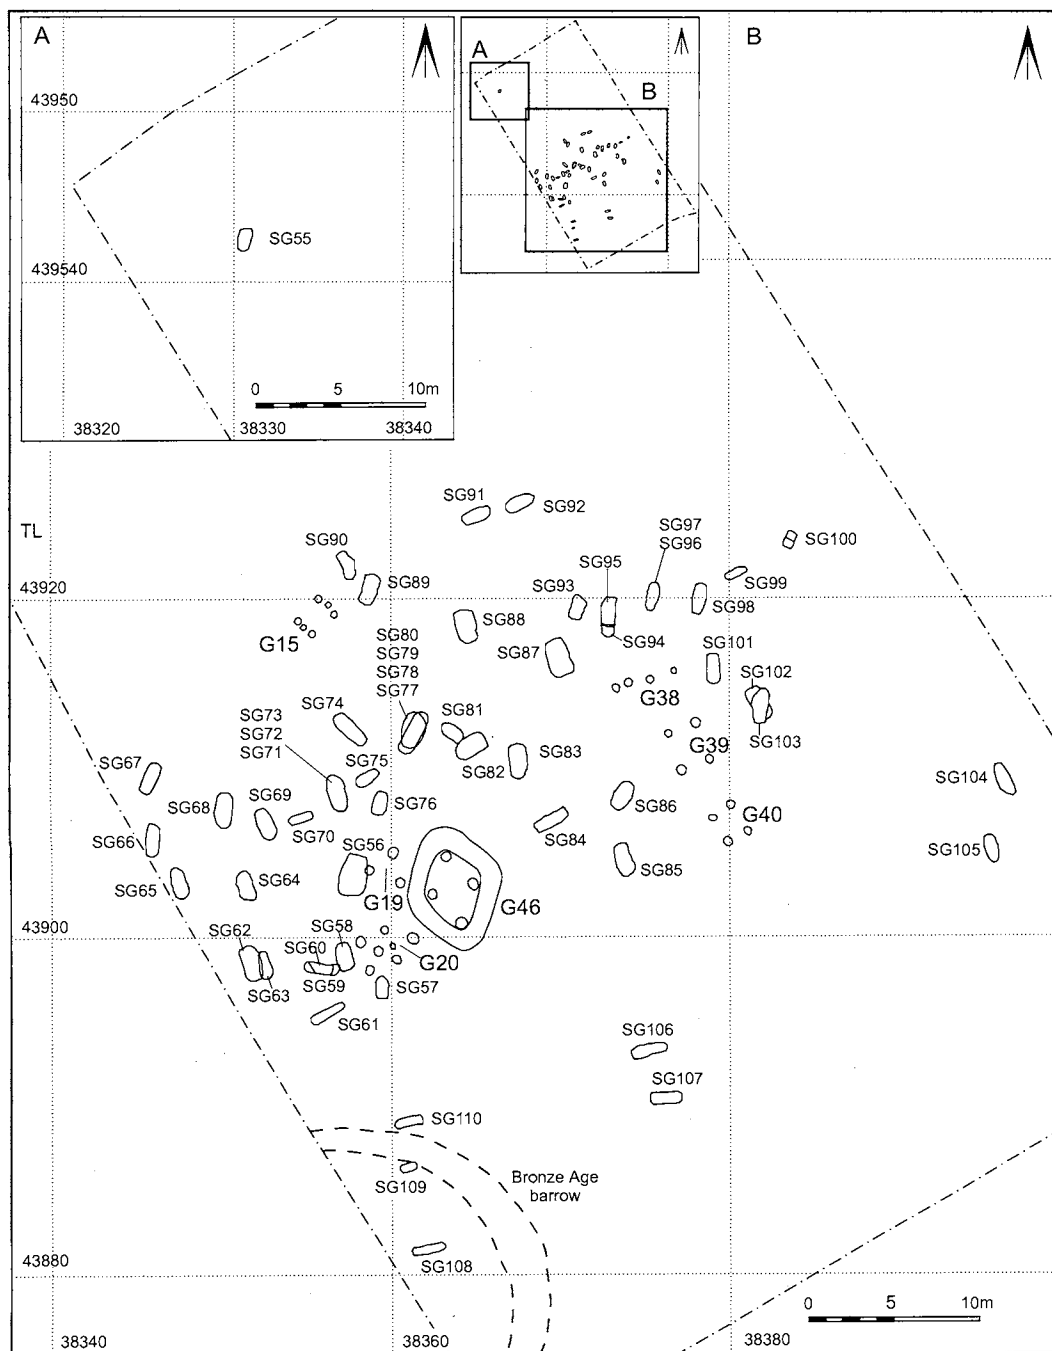 A
43950
SG55
439540
0 5 10m
38320 38330 38340
A
B
B
TL
SG91
SG92
SG90
SG97
SG96
SG95
SG100
43920
SG89
SG93
SG99
SG98
G15
SG88
SG94
SG87
SG101
SG80
SG79
SG78
SG77
SG102
G38
SG74
SG81
SG73
SG72
SG71
G39
SG103
SG75
SG82
SG83
SG67
SG104
SG68
SG69
SG76
SG86
G40
SG70
SG84
SG66
SG56
SG105
SG85
SG65
SG64
G19
G46
43900
SG62
SG58
SG60
G20
SG63
SG59
SG57
SG61
SG106
SG107
SG110
Bronze Age
barrow
SG109
SG108
43880
0 5 10m
38340 38360 38380